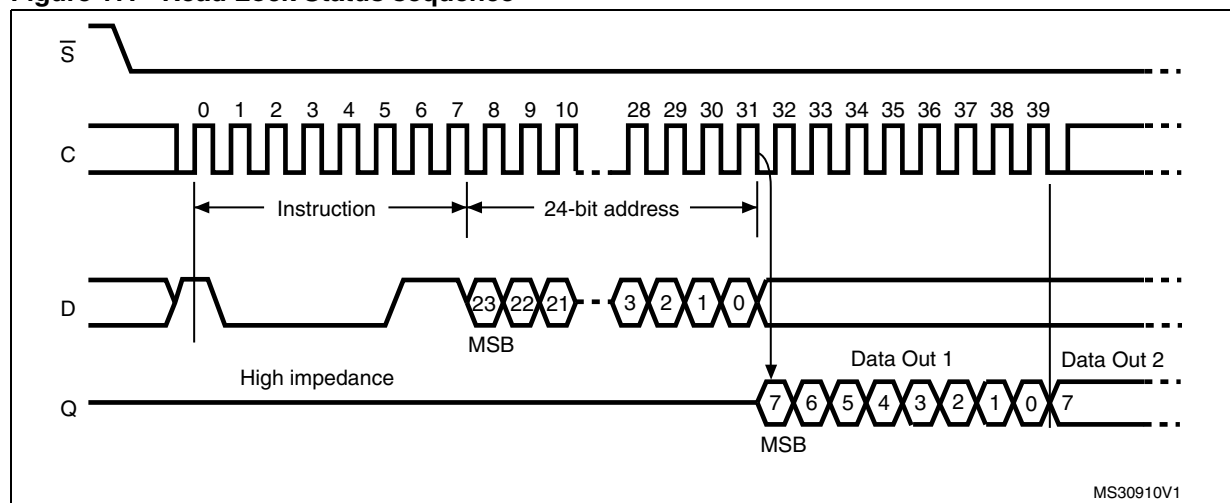 Figure 17. Read Lock Status sequence
S
0 1 2 3 4 5 6 7 8 9 10 28 29 30 31 32 33 34 35 36 37 38 39
C
Instruction 24-bit address
D
23 22 21 3 2 1 0
MSB
High impedance
Data Out 1 Data Out 2
Q
7 6 5 4 3 2 1 0 7
MSB
MS30910V1